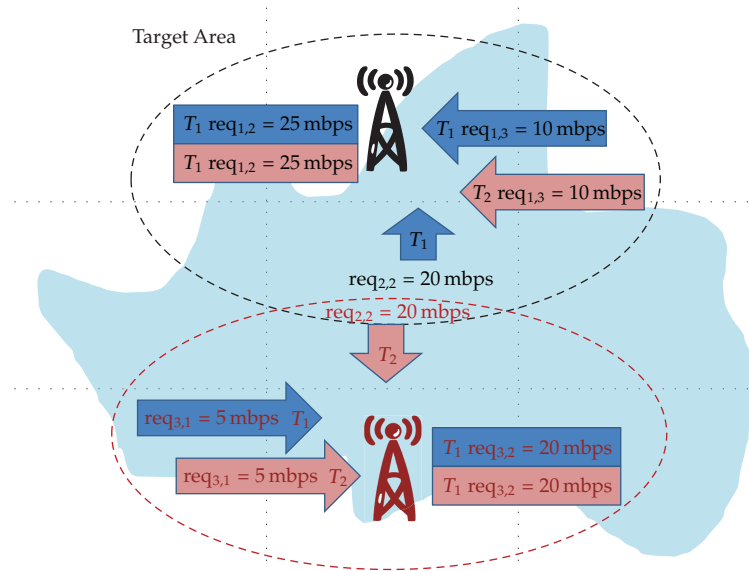 Target Area
T₁ req₁,₂ = 25 mbps
T₁ req₁,₂ = 25 mbps
T₁ req₁,₃ = 10 mbps
T₂ req₁,₃ = 10 mbps
T₁
req₂,₂ = 20 mbps
req₂,₂ = 20 mbps
T₂
req₃,₁ = 5 mbps T₁
req₃,₁ = 5 mbps T₂
T₁ req₃,₂ = 20 mbps
T₁ req₃,₂ = 20 mbps